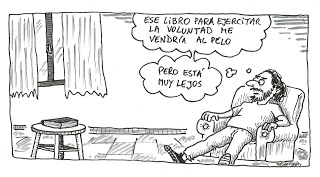 ESE LIBRO PARA EJERCITAR
LA VOLUNTAD ME
VENDRÍA AL PELO
PERO ESTÁ
MUY LEJOS